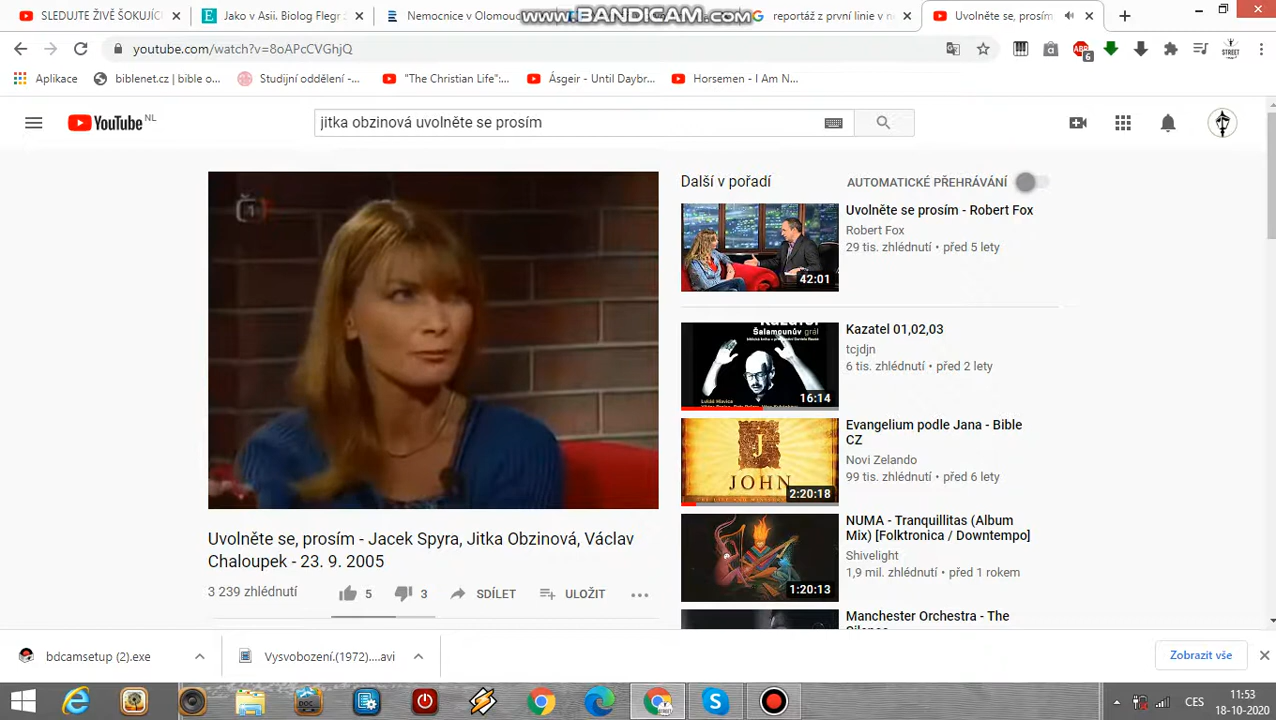 SLEDUJTE ŽIVĚ ŠOKUJÍCÍ
Jako v Asii. Biolog Flegr z
Nemocnice v Olomouc
www.BANDICAM.com
reportáž z první linie v n
Uvolněte se, prosím
youtube.com/watch?v=8oAPcCVGhjQ
ABP
6
STREET
Aplikace
biblenet.cz | bible o...
Studijní oddělení -...
"The Christian Life"...
Ásgeir - Until Daybr...
Horsemen - I Am N...
YouTube NL
jitka obzinová uvolněte se prosím
Další v pořadí
AUTOMATICKÉ PŘEHRÁVÁNÍ
Uvolněte se prosím - Robert Fox
Robert Fox
29 tis. zhlédnutí • před 5 lety
42:01
Kazatel
Šalamounův grál
16:14
Kazatel 01,02,03
tcjdjn
6 tis. zhlédnutí • před 2 lety
JOHN
2:20:18
Evangelium podle Jana - Bible
CZ
Novi Zelando
99 tis. zhlédnutí • před 6 lety
1:20:13
NUMA - Tranquillitas (Album
Mix) [Folktronica / Downtempo]
Shivelight
1,9 mil. zhlédnutí • před 1 rokem
Manchester Orchestra - The
Silence
Uvolněte se, prosím - Jacek Spyra, Jitka Obzinová, Václav
Chaloupek - 23. 9. 2005
3 239 zhlédnutí
5
3
SDÍLET
ULOŽIT
bdcamsetup (2).exe
Vysvobození.(1972)....avi
Zobrazit vše
CES
11:53
18-10-2020